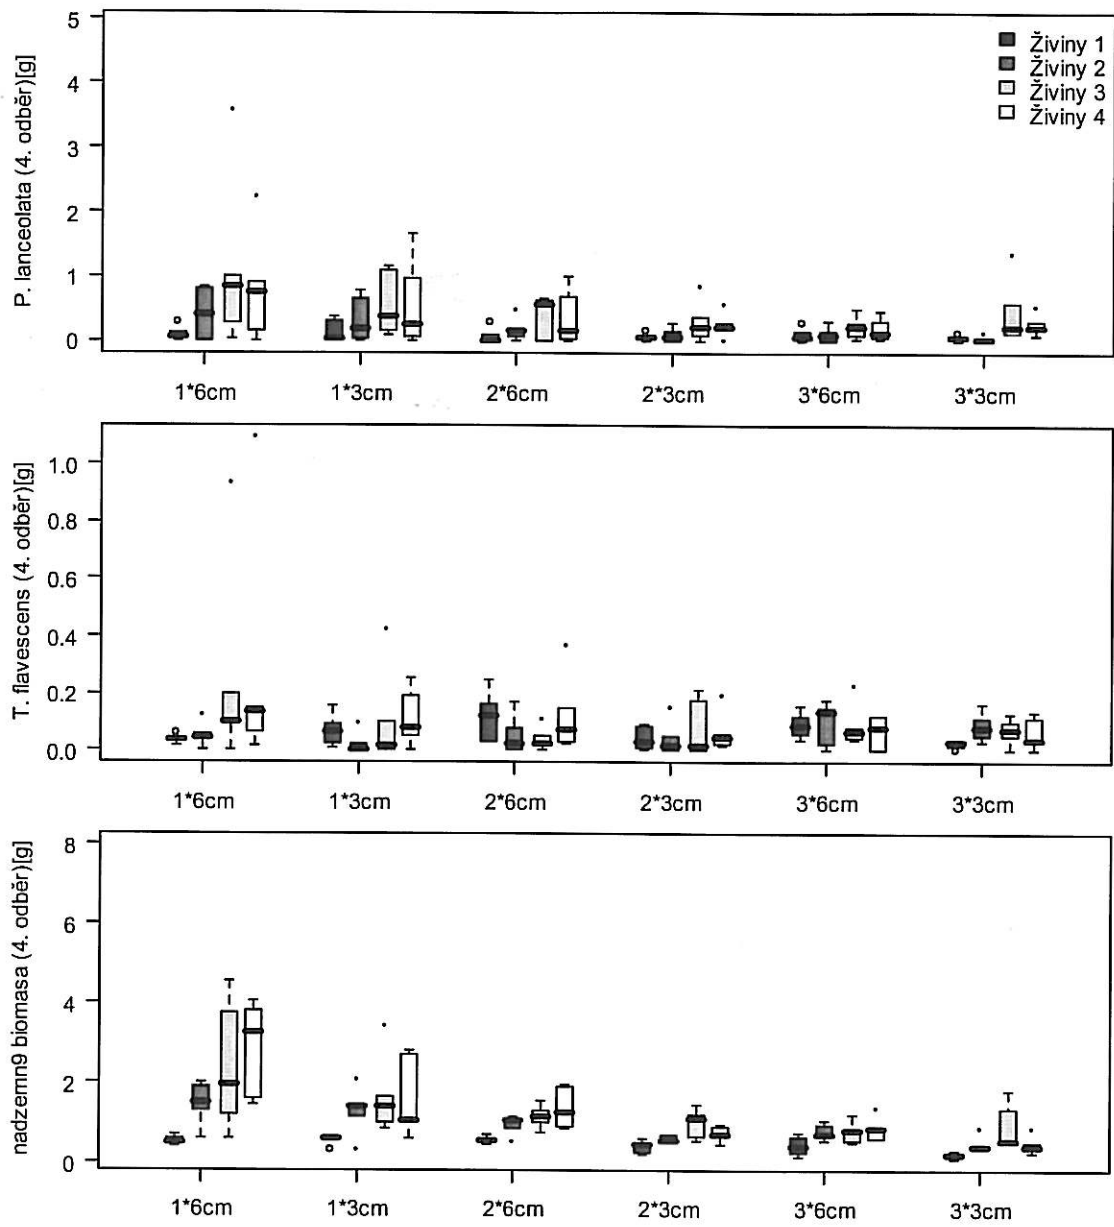 P. lanceolata (4. odběr)[g]
5
4
3
2
1
0
Živiny 1
Živiny 2
Živiny 3
Živiny 4
1*6cm 1*3cm 2*6cm 2*3cm 3*6cm 3*3cm
T. flavescens (4. odběr)[g]
1.0
0.8
0.6
0.4
0.2
0.0
1*6cm 1*3cm 2*6cm 2*3cm 3*6cm 3*3cm
nadzemn9 biomasa (4. odběr)[g]
8
6
4
2
0
1*6cm 1*3cm 2*6cm 2*3cm 3*6cm 3*3cm